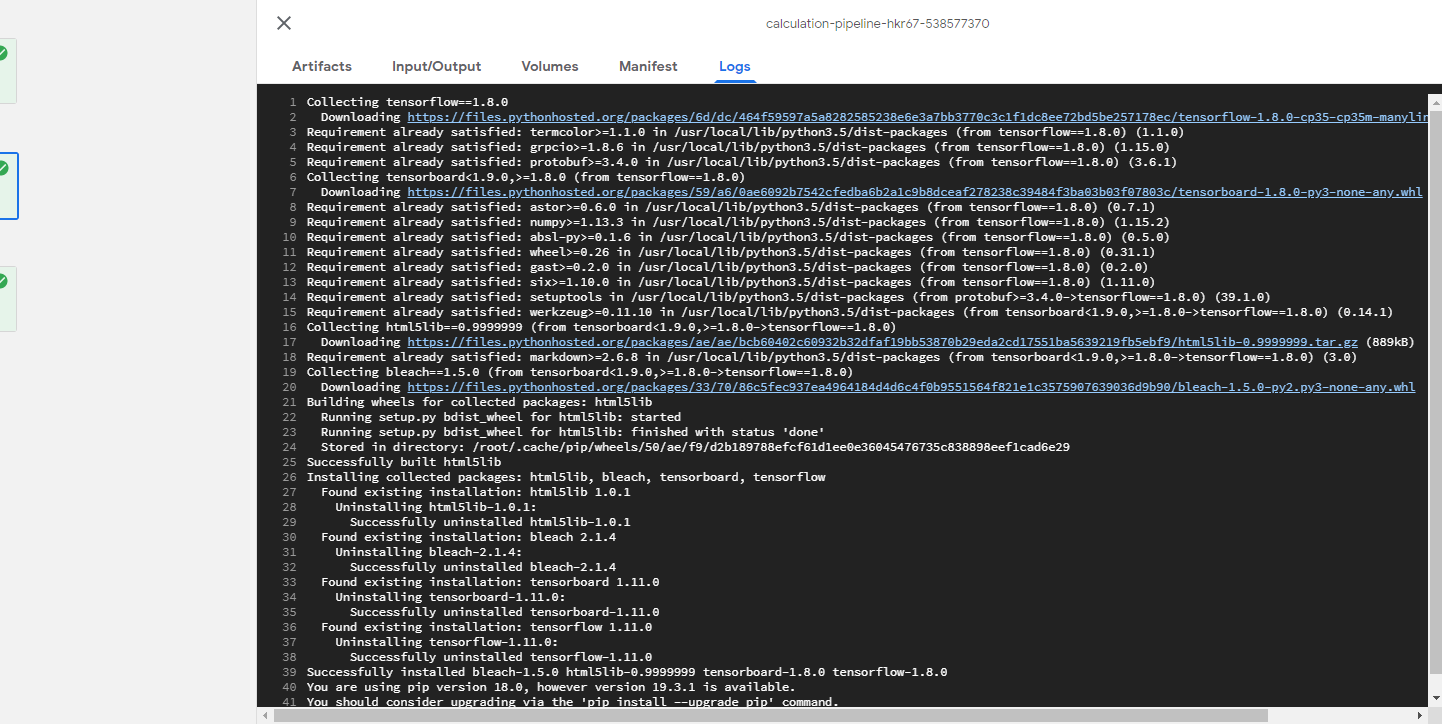 calculation-pipeline-hkr67-538577370
Artifacts Input/Output Volumes Manifest Logs
1 Collecting tensorflow==1.8.0
2 Downloading https://files.pythonhosted.org/packages/6d/dc/464f59597a5a8282585238e6e3a7bb3770c3c1f1dc8ee72bd5be257178ec/tensorflow-1.8.0-cp35-cp35m-manylin
3 Requirement already satisfied: termcolor>=1.1.0 in /usr/local/lib/python3.5/dist-packages (from tensorflow==1.8.0) (1.1.0)
4 Requirement already satisfied: grpcio>=1.8.6 in /usr/local/lib/python3.5/dist-packages (from tensorflow==1.8.0) (1.15.0)
5 Requirement already satisfied: protobuf>=3.4.0 in /usr/local/lib/python3.5/dist-packages (from tensorflow==1.8.0) (3.6.1)
6 Collecting tensorboard<1.9.0,>=1.8.0 (from tensorflow==1.8.0)
7 Downloading https://files.pythonhosted.org/packages/59/a6/0ae6092b7542cfedba6b2a1c9b8dceaf278238c39484f3ba03b03f07803c/tensorboard-1.8.0-py3-none-any.whl
8 Requirement already satisfied: astor>=0.6.0 in /usr/local/lib/python3.5/dist-packages (from tensorflow==1.8.0) (0.7.1)
9 Requirement already satisfied: numpy>=1.13.3 in /usr/local/lib/python3.5/dist-packages (from tensorflow==1.8.0) (1.15.2)
10 Requirement already satisfied: absl-py>=0.1.6 in /usr/local/lib/python3.5/dist-packages (from tensorflow==1.8.0) (0.5.0)
11 Requirement already satisfied: wheel>=0.26 in /usr/local/lib/python3.5/dist-packages (from tensorflow==1.8.0) (0.31.1)
12 Requirement already satisfied: gast>=0.2.0 in /usr/local/lib/python3.5/dist-packages (from tensorflow==1.8.0) (0.2.0)
13 Requirement already satisfied: six>=1.10.0 in /usr/local/lib/python3.5/dist-packages (from tensorflow==1.8.0) (1.11.0)
14 Requirement already satisfied: setuptools in /usr/local/lib/python3.5/dist-packages (from protobuf>=3.4.0->tensorflow==1.8.0) (39.1.0)
15 Requirement already satisfied: werkzeug>=0.11.10 in /usr/local/lib/python3.5/dist-packages (from tensorboard<1.9.0,>=1.8.0->tensorflow==1.8.0) (0.14.1)
16 Collecting html5lib==0.9999999 (from tensorboard<1.9.0,>=1.8.0->tensorflow==1.8.0)
17 Downloading https://files.pythonhosted.org/packages/ae/ae/bcb60402c60932b32dfaf19bb53870b29eda2cd17551ba5639219fb5ebf9/html5lib-0.9999999.tar.gz (889kB)
18 Requirement already satisfied: markdown>=2.6.8 in /usr/local/lib/python3.5/dist-packages (from tensorboard<1.9.0,>=1.8.0->tensorflow==1.8.0) (3.0)
19 Collecting bleach==1.5.0 (from tensorboard<1.9.0,>=1.8.0->tensorflow==1.8.0)
20 Downloading https://files.pythonhosted.org/packages/33/70/86c5fec937ea4964184d4d6c4f0b9551564f821e1c3575907639036d9b90/bleach-1.5.0-py2.py3-none-any.whl
21 Building wheels for collected packages: html5lib
22 Running setup.py bdist_wheel for html5lib: started
23 Running setup.py bdist_wheel for html5lib: finished with status 'done'
24 Stored in directory: /root/.cache/pip/wheels/50/ae/f9/d2b189788efcf61d1ee0e36045476735c838898eef1cad6e29
25 Successfully built html5lib
26 Installing collected packages: html5lib, bleach, tensorboard, tensorflow
27 Found existing installation: html5lib 1.0.1
28 Uninstalling html5lib-1.0.1:
29 Successfully uninstalled html5lib-1.0.1
30 Found existing installation: bleach 2.1.4
31 Uninstalling bleach-2.1.4:
32 Successfully uninstalled bleach-2.1.4
33 Found existing installation: tensorboard 1.11.0
34 Uninstalling tensorboard-1.11.0:
35 Successfully uninstalled tensorboard-1.11.0
36 Found existing installation: tensorflow 1.11.0
37 Uninstalling tensorflow-1.11.0:
38 Successfully uninstalled tensorflow-1.11.0
39 Successfully installed bleach-1.5.0 html5lib-0.9999999 tensorboard-1.8.0 tensorflow-1.8.0
40 You are using pip version 18.0, however version 19.3.1 is available.
41 You should consider upgrading via the 'pip install --upgrade pip' command.